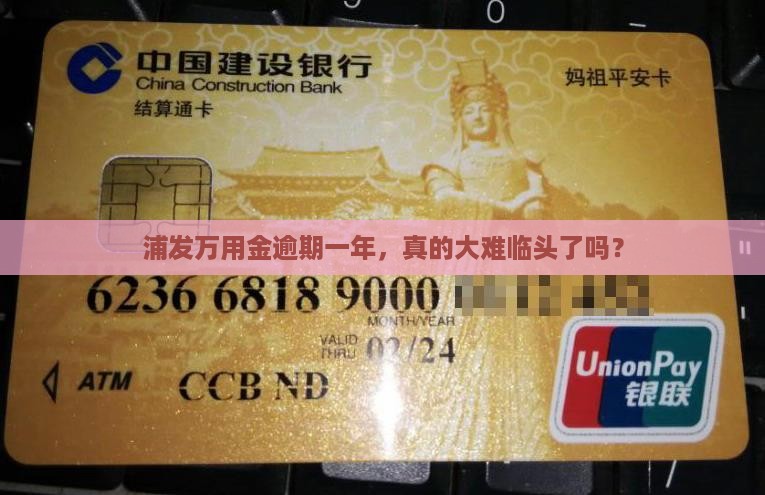 中国建设银行
China Construction Bank
结算通卡
妈祖平安卡
浦发万用金逾期一年，真的大难临头了吗？
6236 6818 9000
MONTH/YEAR
VALID THRU 02/24
ATM CCB ND
UnionPay
银联